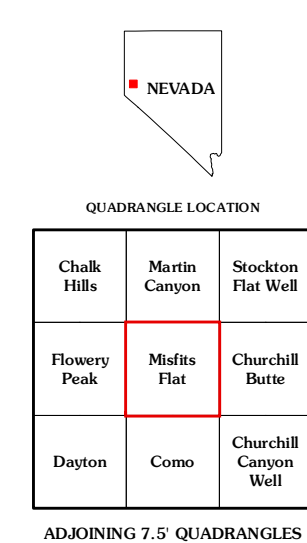 NEVADA
QUADRANGLE LOCATION
Chalk
Hills
Martin
Canyon
Stockton
Flat Well
Flowery
Peak
Misfits
Flat
Churchill
Butte
Dayton
Como
Churchill
Canyon
Well
ADJOINING 7.5' QUADRANGLES